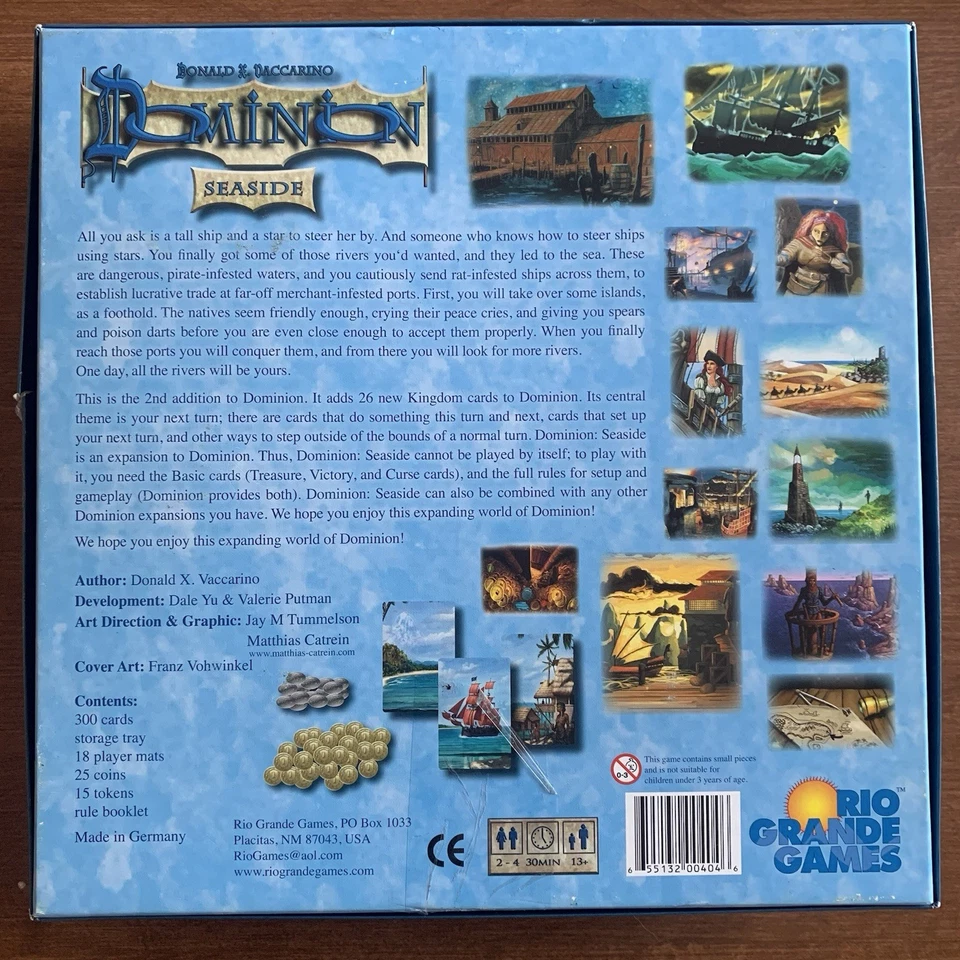 DONALD X. VACCARINO
DOMINION
SEASIDE
All you ask is a tall ship and a star to steer her by. And someone who knows how to steer ships
using stars. You finally got some of those rivers you'd wanted, and they led to the sea. These
are dangerous, pirate-infested waters, and you cautiously send rat-infested ships across them, to
establish lucrative trade at far-off merchant-infested ports. First, you will take over some islands,
as a foothold. The natives seem friendly enough, crying their peace cries, and giving you spears
and poison darts before you are even close enough to accept them properly. When you finally
reach those ports you will conquer them, and from there you will look for more rivers.
One day, all the rivers will be yours.
This is the 2nd addition to Dominion. It adds 26 new Kingdom cards to Dominion. Its central
theme is your next turn; there are cards that do something this turn and next, cards that set up
your next turn, and other ways to step outside of the bounds of a normal turn. Dominion: Seaside
is an expansion to Dominion. Thus, Dominion: Seaside cannot be played by itself; to play with
it, you need the Basic cards (Treasure, Victory, and Curse cards), and the full rules for setup and
gameplay (Dominion provides both). Dominion: Seaside can also be combined with any other
Dominion expansions you have. We hope you enjoy this expanding world of Dominion!
We hope you enjoy this expanding world of Dominion!
Author: Donald X. Vaccarino
Development: Dale Yu & Valerie Putman
Art Direction & Graphic: Jay M Tummelson
Matthias Catrein
www.matthias-catrein.com
Cover Art: Franz Vohwinkel
Contents:
300 cards
storage tray
18 player mats
25 coins
15 tokens
rule booklet
Made in Germany
Rio Grande Games, PO Box 1033
Placitas, NM 87043, USA
RioGames@aol.com
www.riograndegames.com
CE
2 - 4 30MIN 13+
0-3
This game contains small pieces
and is not suitable for
children under 3 years of age.
6 55132 00404 6
RIO
GRANDE
GAMES™